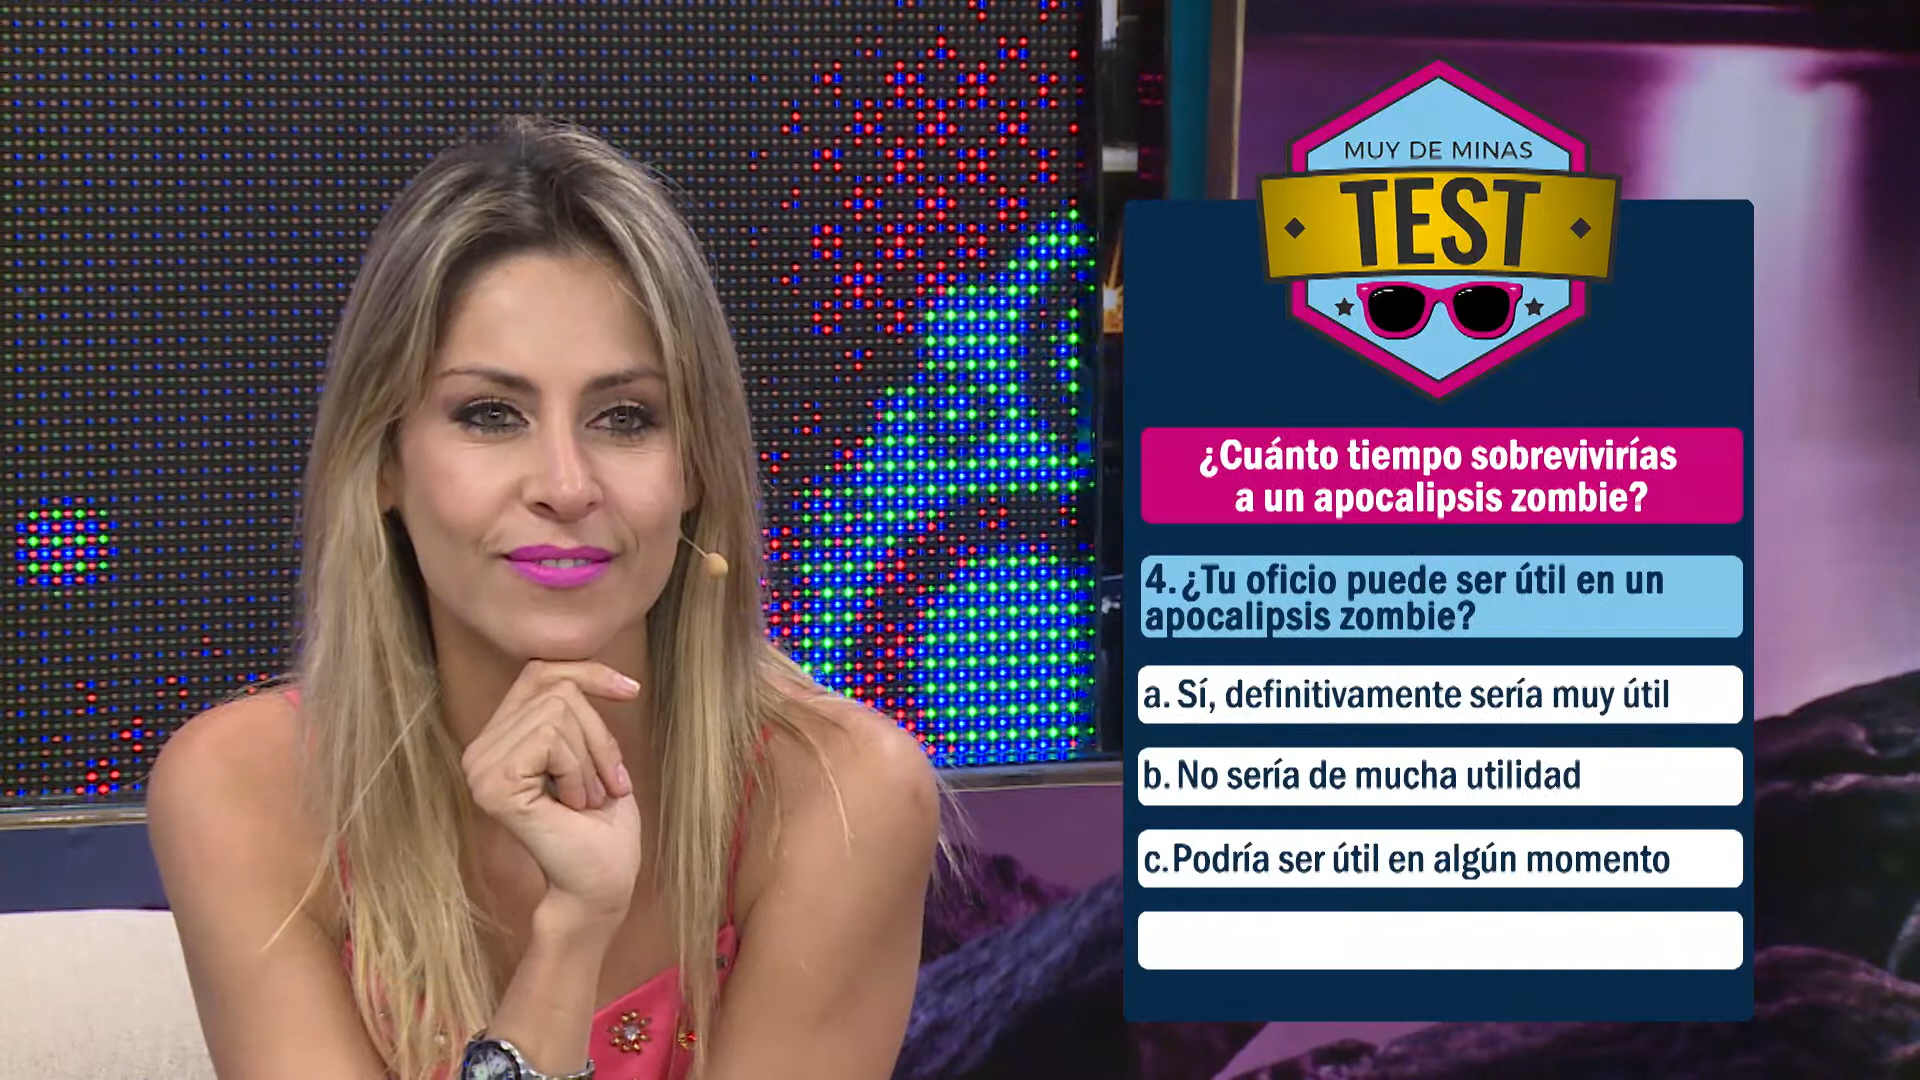 MUY DE MINAS
TEST
¿Cuánto tiempo sobrevivirías
a un apocalipsis zombie?
4. ¿Tu oficio puede ser útil en un
apocalipsis zombie?
a. Sí, definitivamente sería muy útil
b. No sería de mucha utilidad
c. Podría ser útil en algún momento